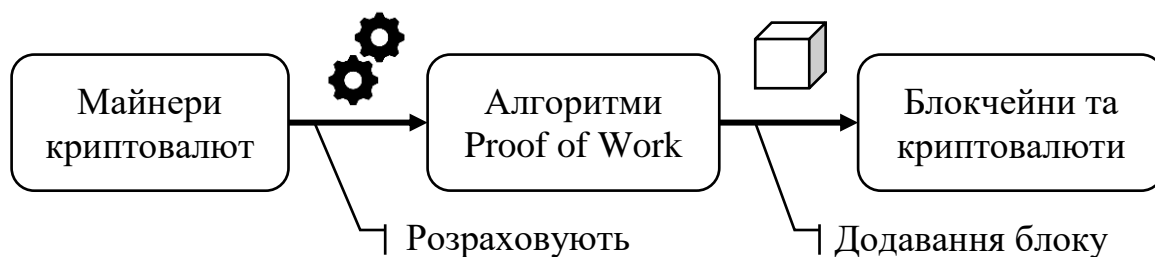 Майнери
криптовалют
Алгоритми
Proof of Work
Блокчейни та
криптовалюти
Розраховують
Додавання блоку